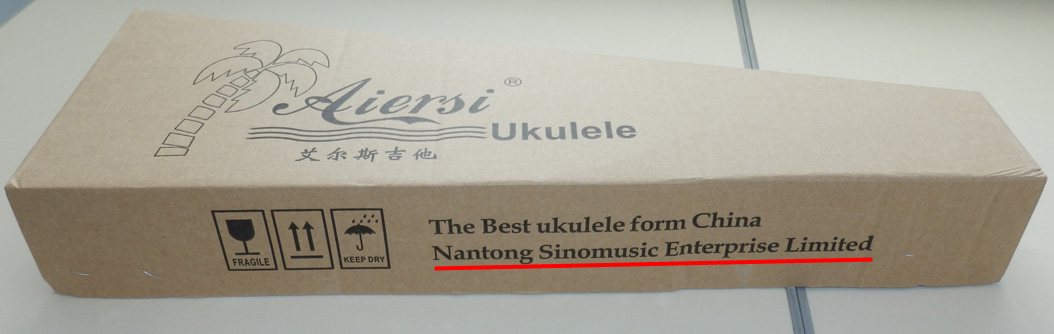 Aiersi®
Ukulele
艾尔斯吉他
FRAGILE
KEEP DRY
The Best ukulele form China
Nantong Sinomusic Enterprise Limited